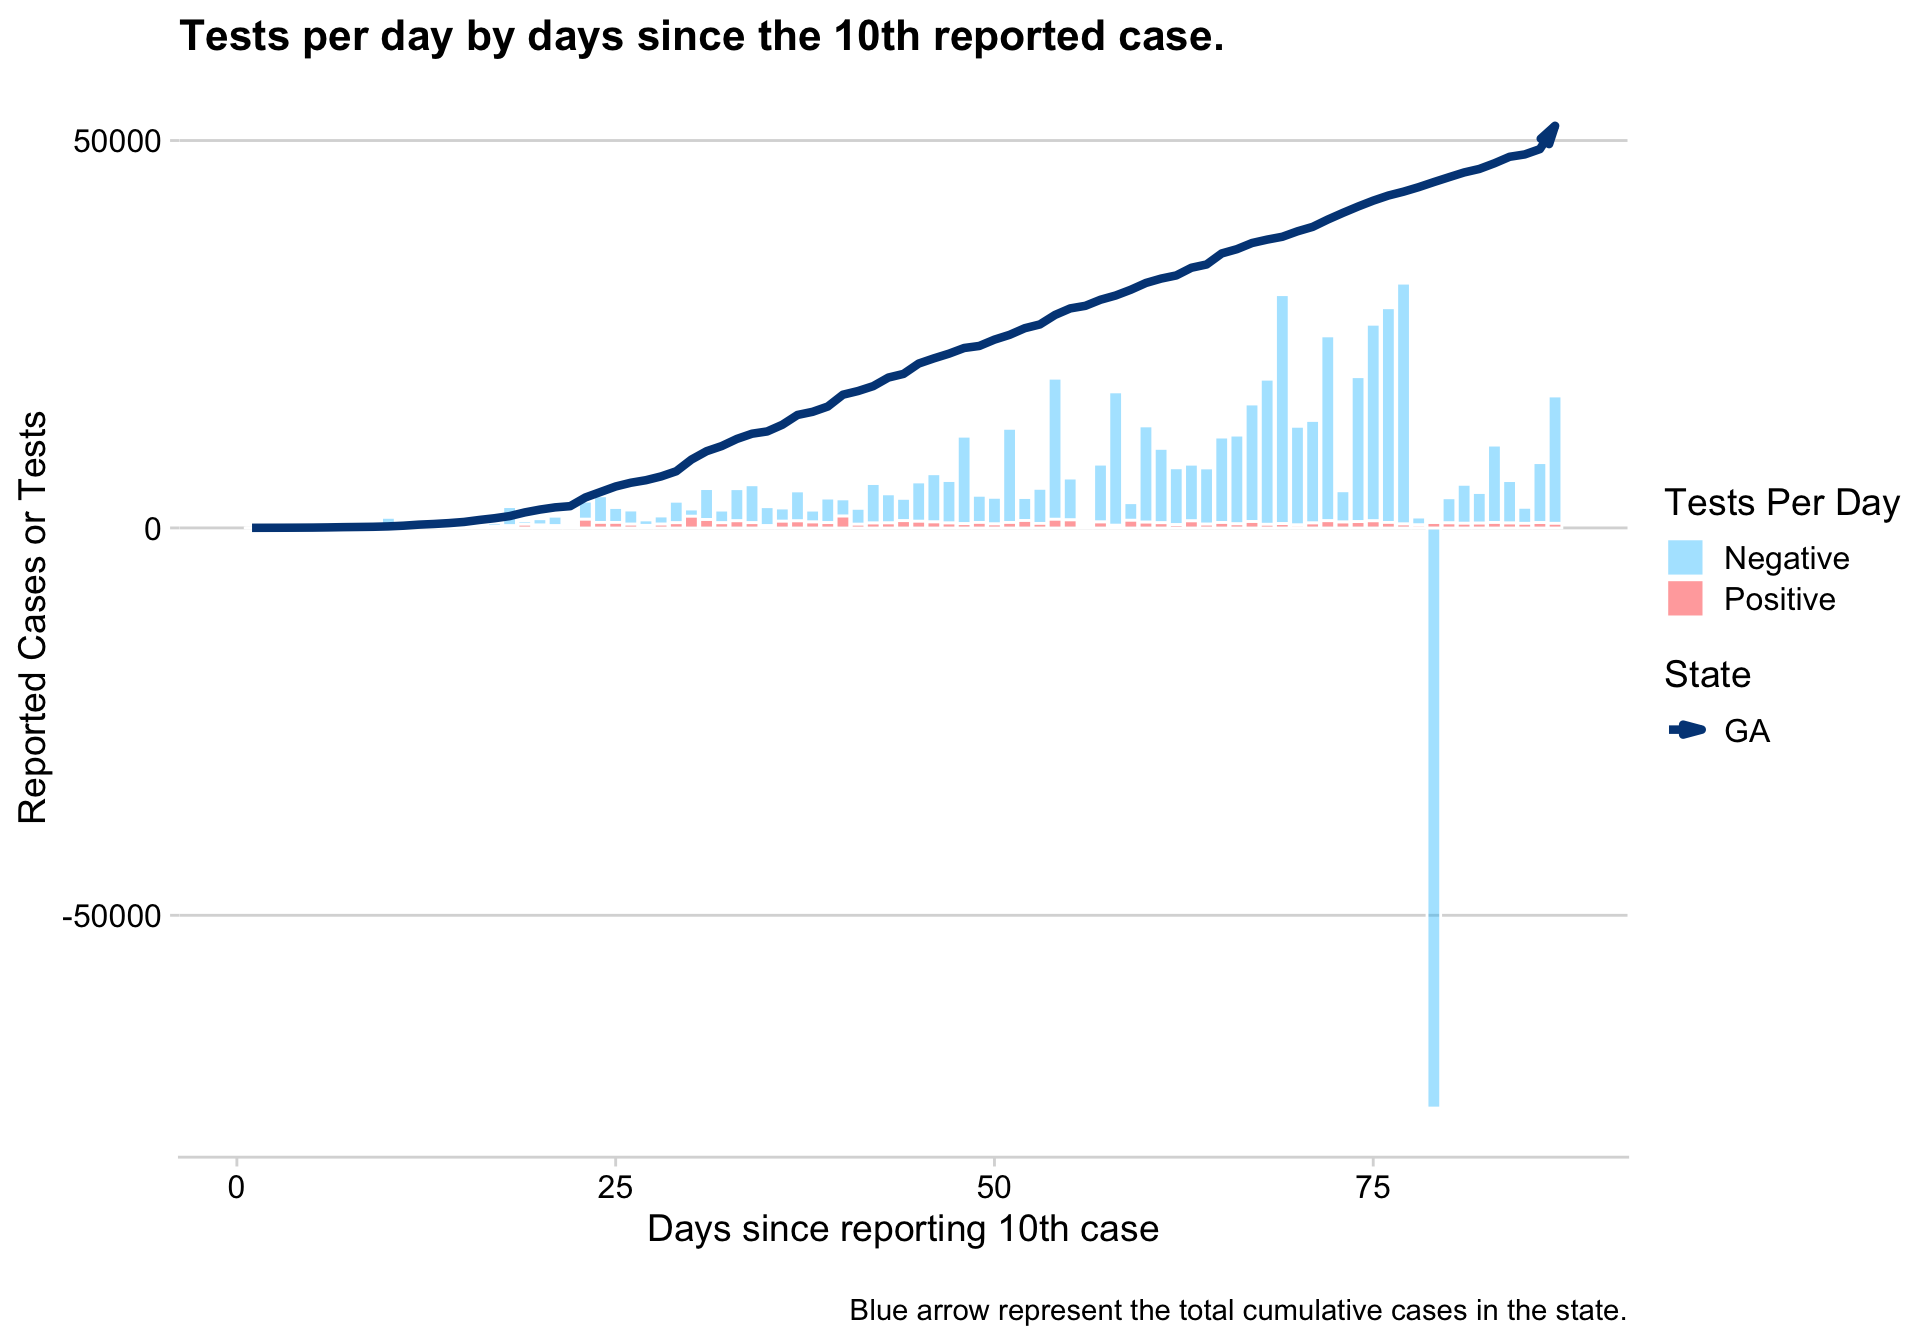 Tests per day by days since the 10th reported case.
50000
0
-50000
Reported Cases or Tests
0 25 50 75
Days since reporting 10th case
Tests Per Day
Negative
Positive
State
GA
Blue arrow represent the total cumulative cases in the state.